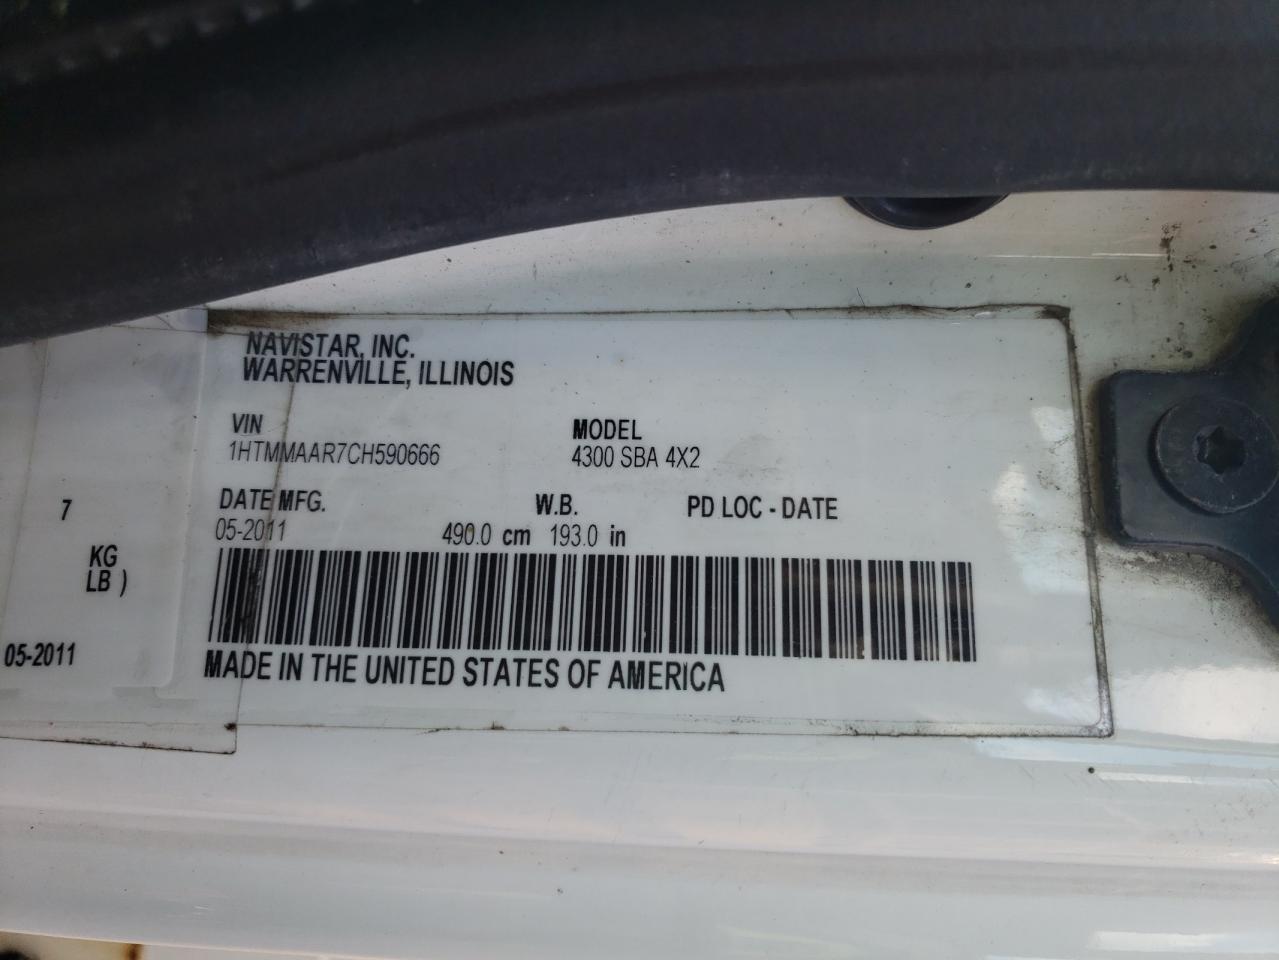 NAVISTAR, INC.
WARRENVILLE, ILLINOIS
VIN MODEL
1HTMMAAR7CH590666 4300 SBA 4X2
DATE MFG. W.B. PD LOC - DATE
05-2011 490.0 cm 193.0 in
MADE IN THE UNITED STATES OF AMERICA
7
KG
LB )
05-2011